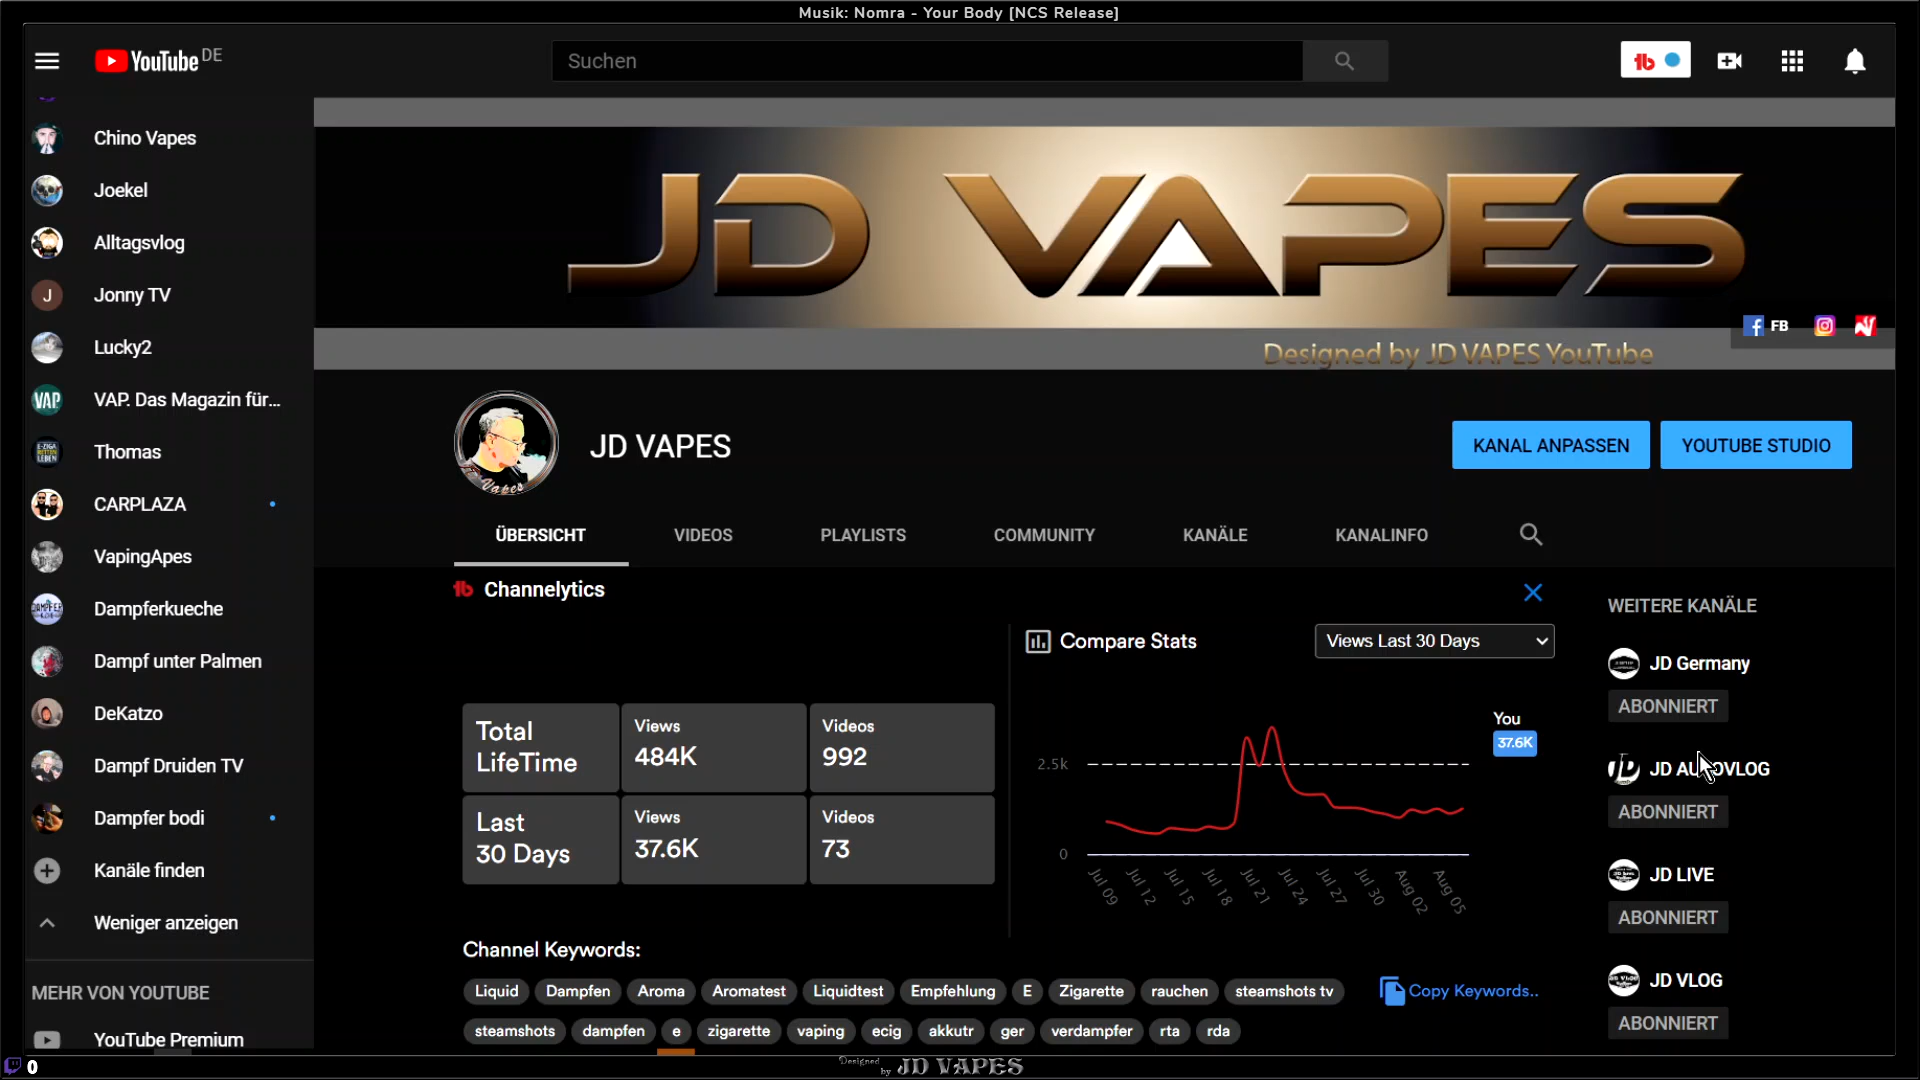 Musik: Nomra - Your Body [NCS Release]
YouTube DE
Suchen
Chino Vapes
Joekel
Alltagsvlog
J
Jonny TV
Lucky2
VAP.
VAP. Das Magazin für...
Thomas
CARPLAZA
VapingApes
Dampferkueche
Dampf unter Palmen
DeKatzo
Dampf Druiden TV
Dampfer bodi
Kanäle finden
Weniger anzeigen
MEHR VON YOUTUBE
YouTube Premium
0
JD VAPES
FB
Designed by JD VAPES YouTube
Vapes
JD VAPES
KANAL ANPASSEN
YOUTUBE STUDIO
ÜBERSICHT
VIDEOS
PLAYLISTS
COMMUNITY
KANÄLE
KANALINFO
tb Channelytics
Compare Stats
Views Last 30 Days
Total LifeTime
Views
484K
Videos
992
Last 30 Days
Views
37.6K
Videos
73
You
37.6K
2.5k
0
Jul 09
Jul 12
Jul 15
Jul 18
Jul 21
Jul 24
Jul 27
Jul 30
Aug 02
Aug 05
Channel Keywords:
Liquid Dampfen Aroma Aromatest Liquidtest Empfehlung E Zigarette rauchen steamshots tv
Copy Keywords..
steamshots dampfen e zigarette vaping ecig akkutr ger verdampfer rta rda
WEITERE KANÄLE
JD Germany
ABONNIERT
JD
ABONNIERT
JD LIVE
ABONNIERT
JD VLOG
ABONNIERT
Designed by JD VAPES